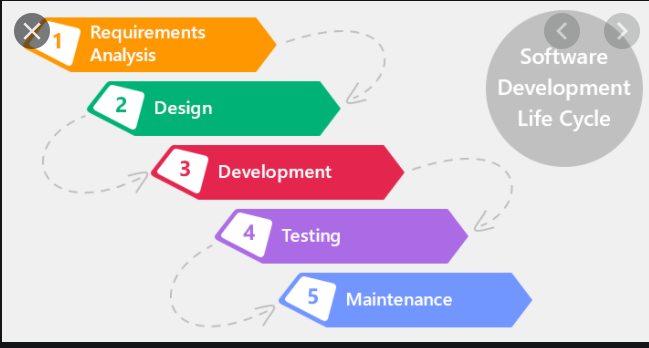 1
Requirements
Analysis
2
Design
3
Development
4
Testing
5
Maintenance
Software
Development
Life Cycle